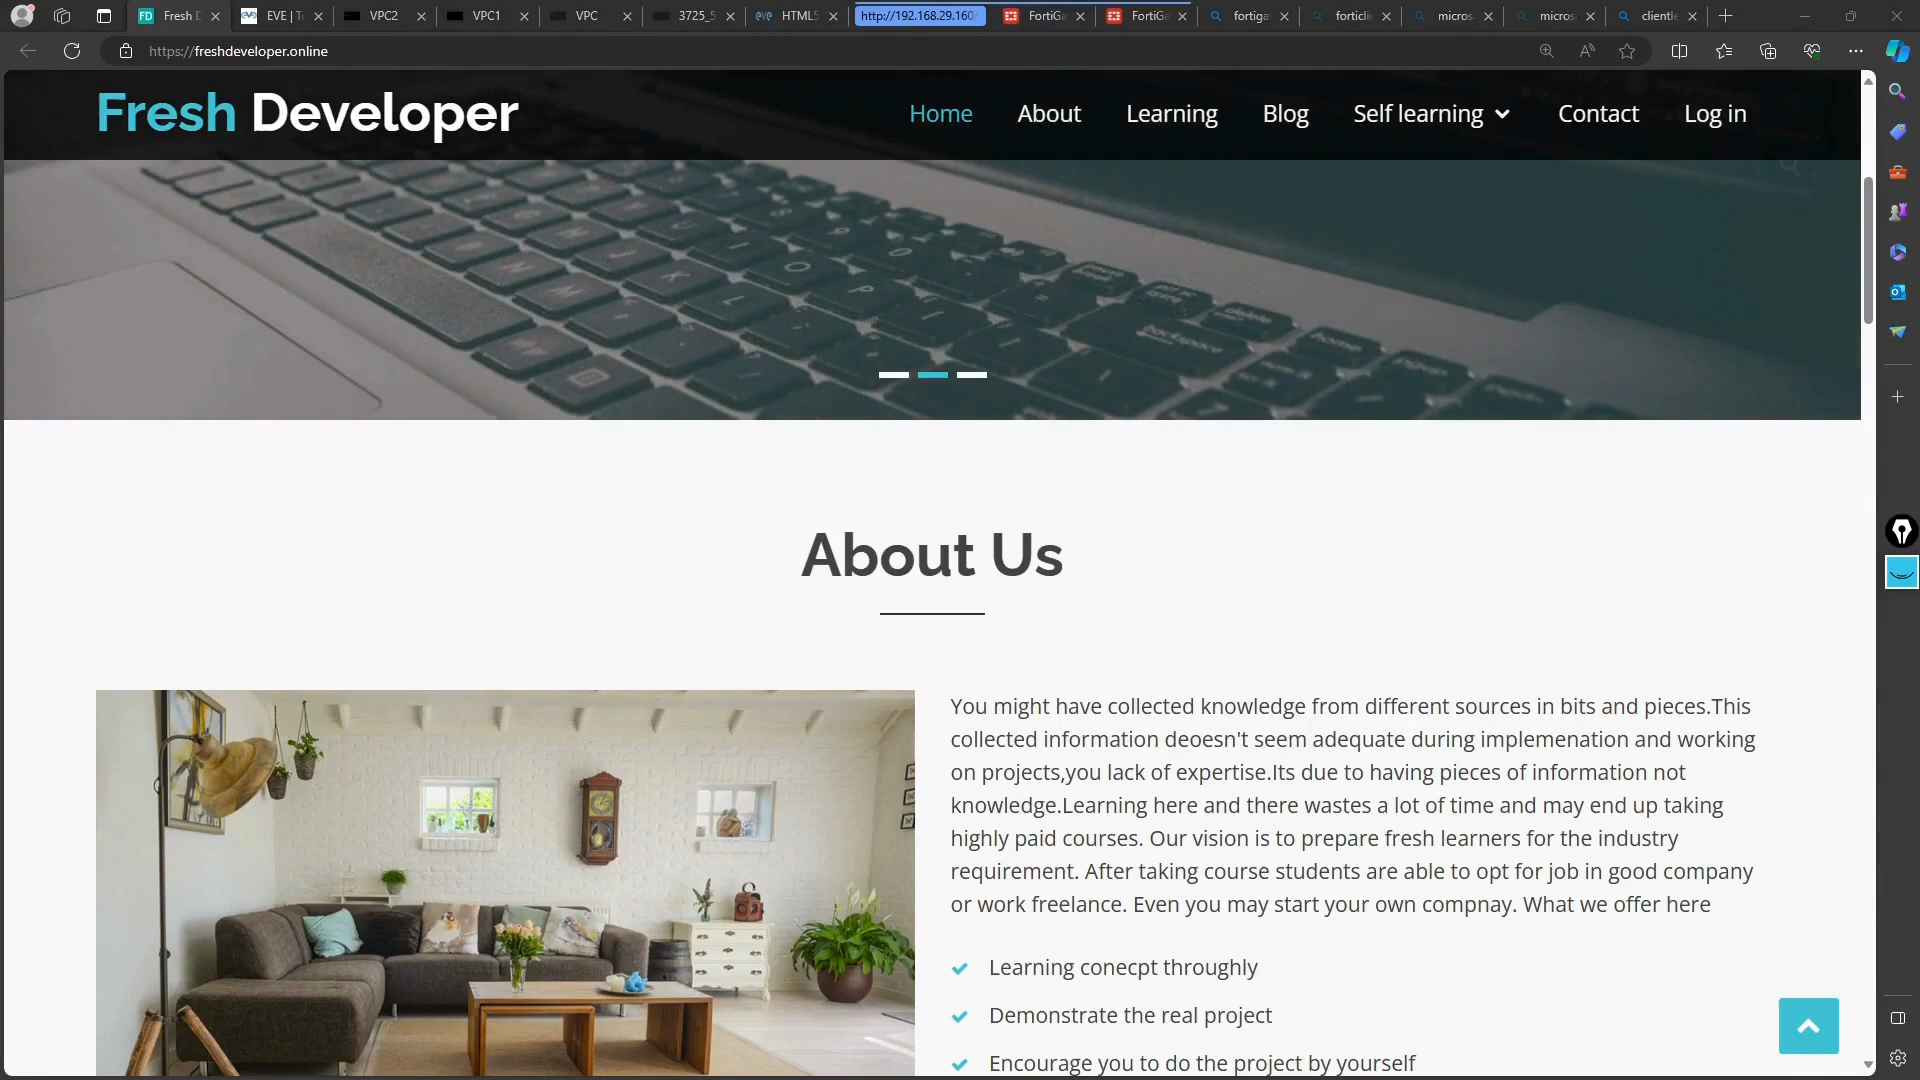 Fresh D
EVE | To
VPC2
VPC1
VPC
3725_5
HTML5
http://192.168.29.160/
FortiGa
FortiGa
fortiga
forticli
micros
micros
clientle
https://freshdeveloper.online
Fresh Developer
Home
About
Learning
Blog
Self learning
Contact
Log in
About Us
You might have collected knowledge from different sources in bits and pieces.This
collected information deoesn't seem adequate during implemenation and working
on projects,you lack of expertise.Its due to having pieces of information not
knowledge.Learning here and there wastes a lot of time and may end up taking
highly paid courses. Our vision is to prepare fresh learners for the industry
requirement. After taking course students are able to opt for job in good company
or work freelance. Even you may start your own compnay. What we offer here
Learning conecpt throughly
Demonstrate the real project
Encourage you to do the project by yourself